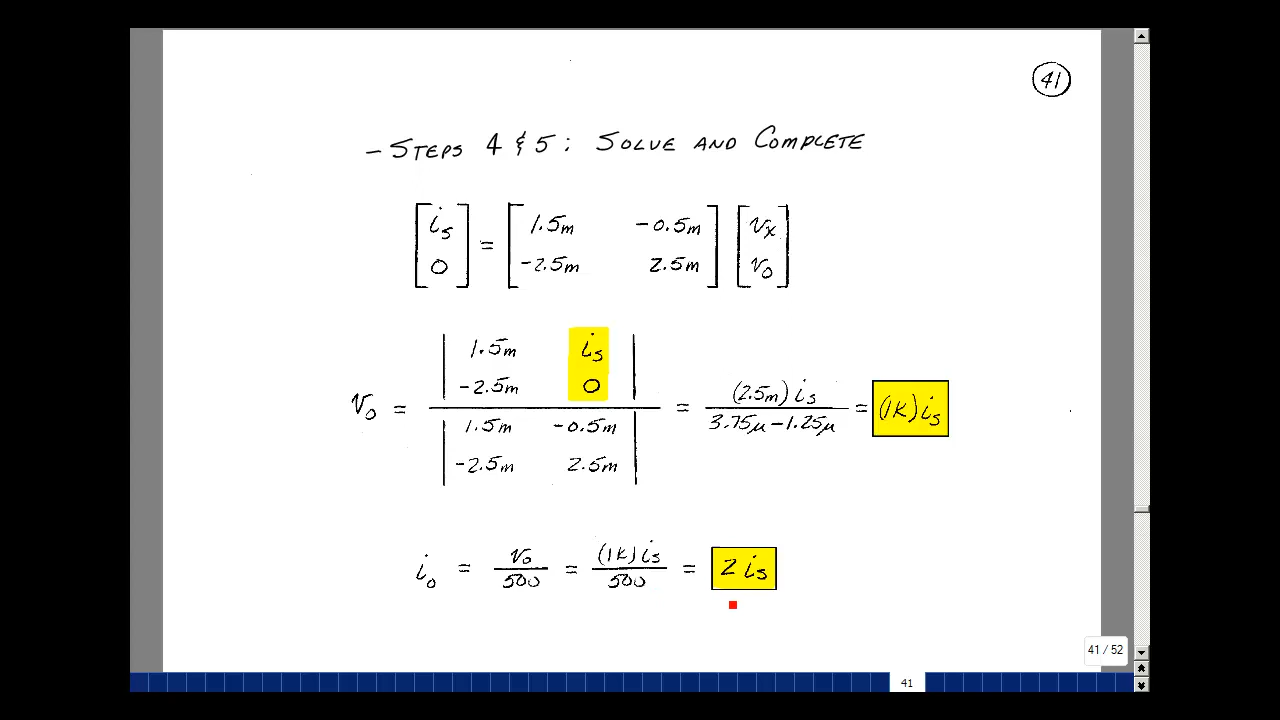 41
- STEPS 4 & 5: SOLVE AND COMPLETE
[is 0] = [1.5m -0.5m -2.5m 2.5m] [vx vo]
vo = |1.5m is -2.5m 0| / |1.5m -0.5m -2.5m 2.5m| = (2.5m) is / 3.75μ - 1.25μ = (1K) is
io = vo / 500 = (1K) is / 500 = 2 is
41 / 52
41